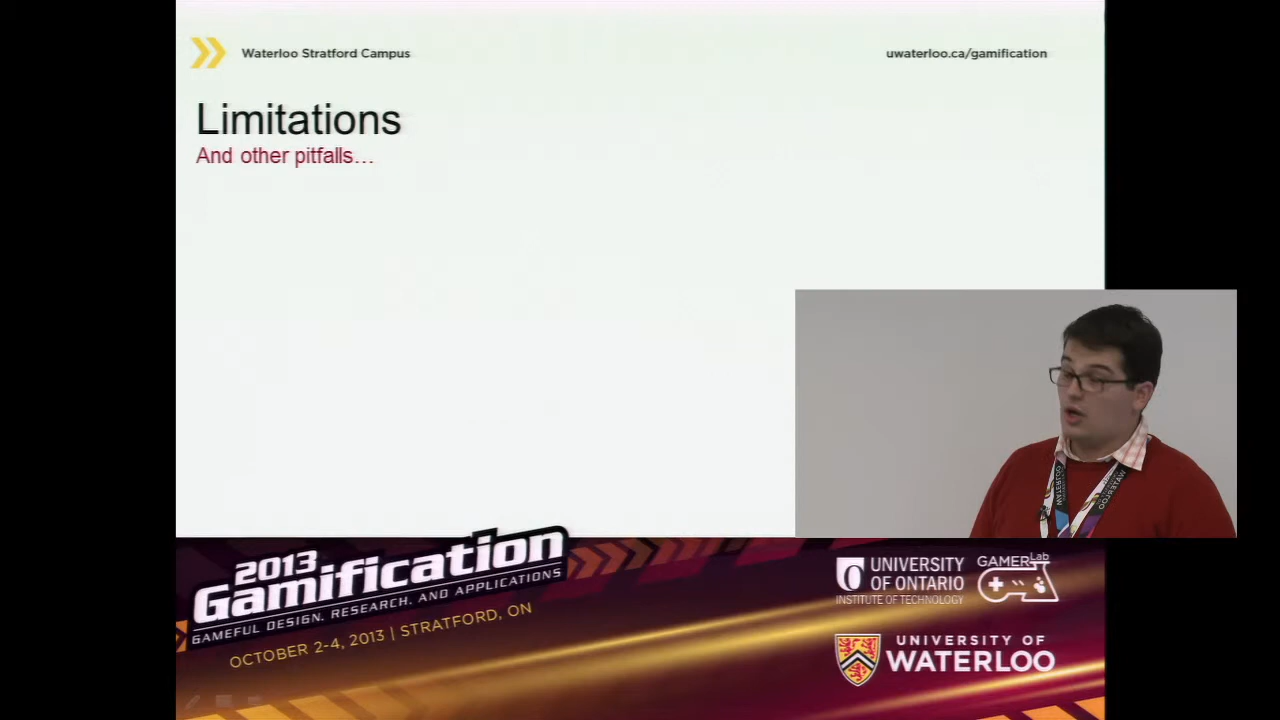 Waterloo Stratford Campus
uwaterloo.ca/gamification
Limitations
And other pitfalls...
2013
Gamification
GAMEFUL DESIGN, RESEARCH, AND APPLICATIONS
OCTOBER 2-4, 2013 | STRATFORD, ON
UNIVERSITY
OF ONTARIO
INSTITUTE OF TECHNOLOGY
GAMER Lab
UNIVERSITY OF
WATERLOO
WATERLOO